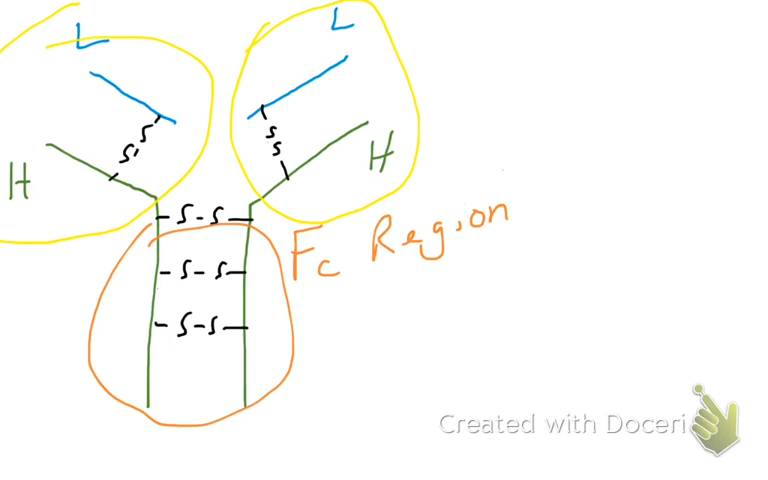 L L
S-S S S
H H
S-S
Fc Region
S-S
S-S
Created with Doceri